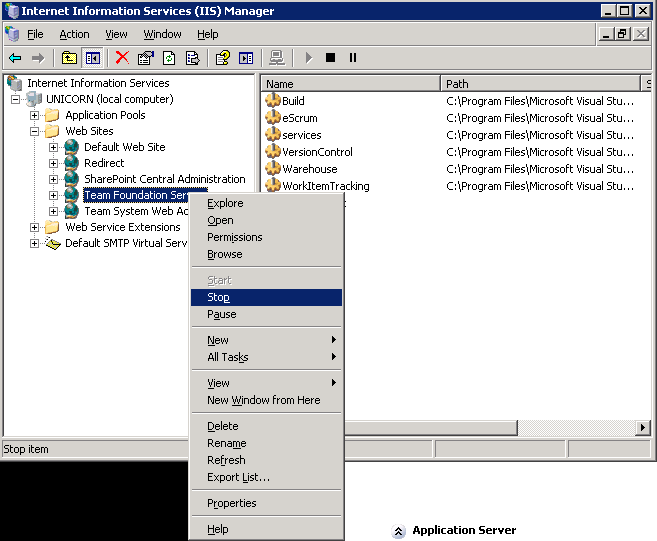 Internet Information Services (IIS) Manager
File Action View Window Help
Internet Information Services
UNICORN (local computer)
Application Pools
Web Sites
Default Web Site
Redirect
SharePoint Central Administration
Team Foundation Ser
Team System Web Ac
Web Service Extensions
Default SMTP Virtual Serv
Name Path
Build C:\Program Files\Microsoft Visual Stu...
eScrum C:\Program Files\Microsoft Visual Stu...
services C:\Program Files\Microsoft Visual Stu...
VersionControl C:\Program Files\Microsoft Visual Stu...
Warehouse C:\Program Files\Microsoft Visual Stu...
WorkItemTracking C:\Program Files\Microsoft Visual Stu...
Explore
Open
Permissions
Browse
Start
Stop
Pause
New
All Tasks
View
New Window from Here
Delete
Rename
Refresh
Export List...
Properties
Help
Stop item
Application Server